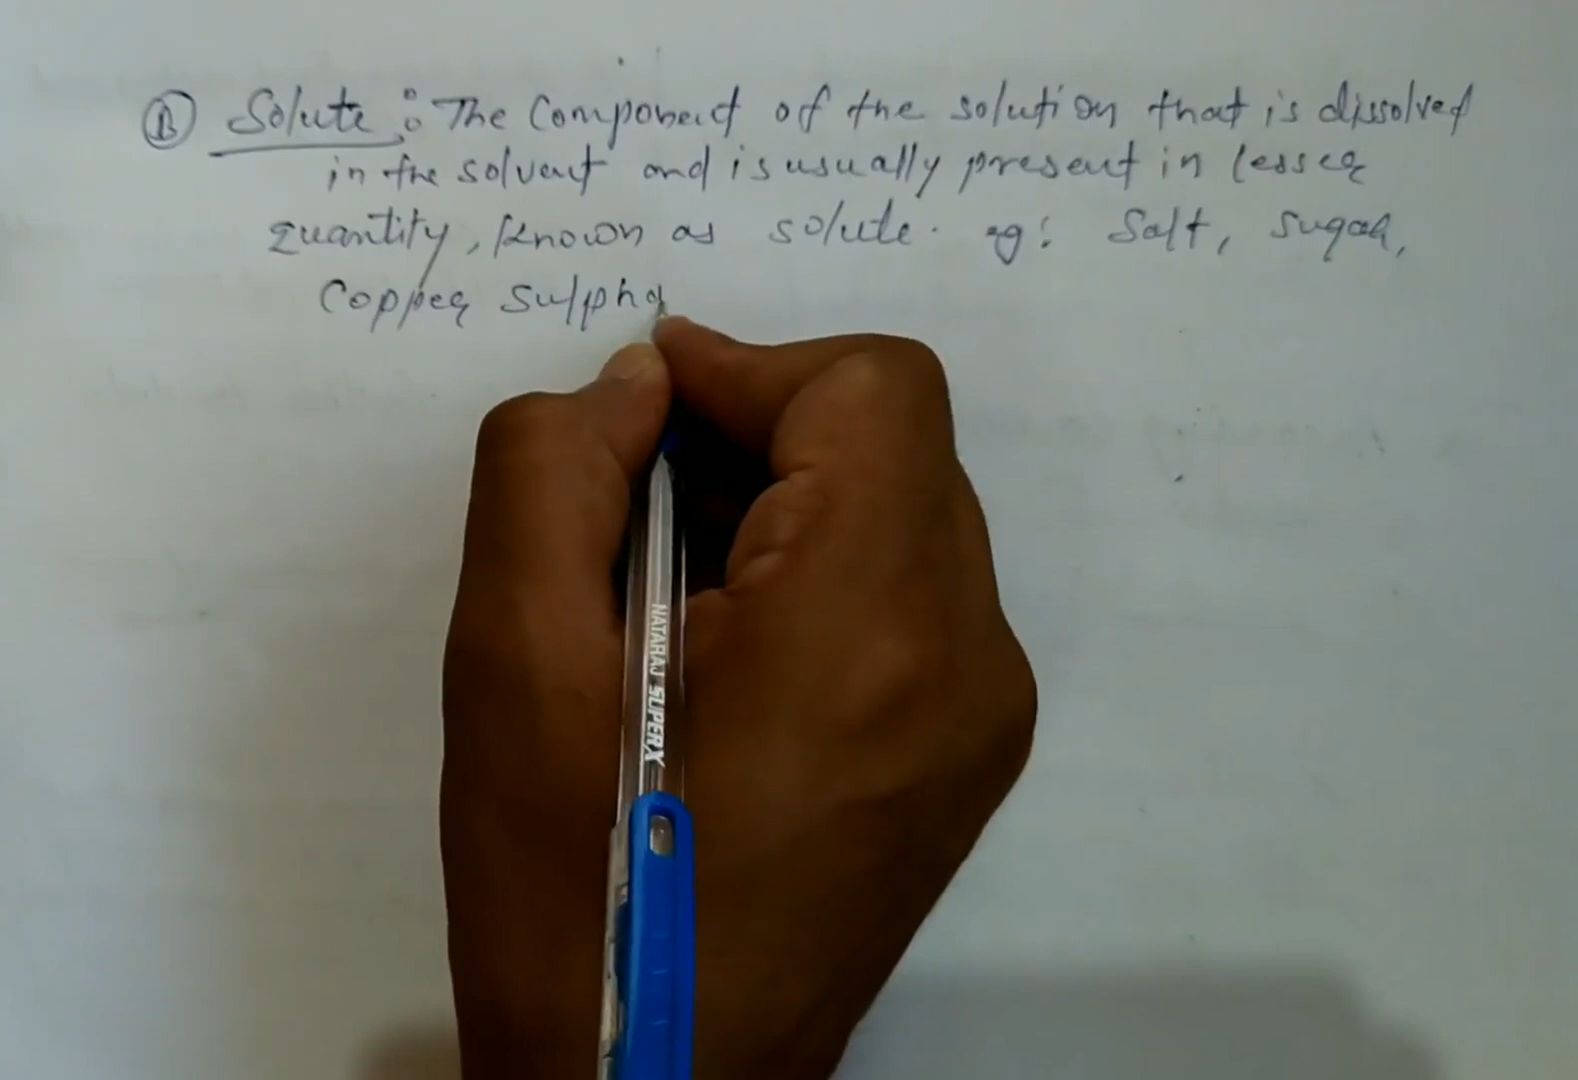 B Solute : The Component of the solution that is dissolved
in the solvent and is usually present in lesser
quantity, known as solute. eg: Salt, Sugar,
Copper Sulpha
NATARAJ SUPERX